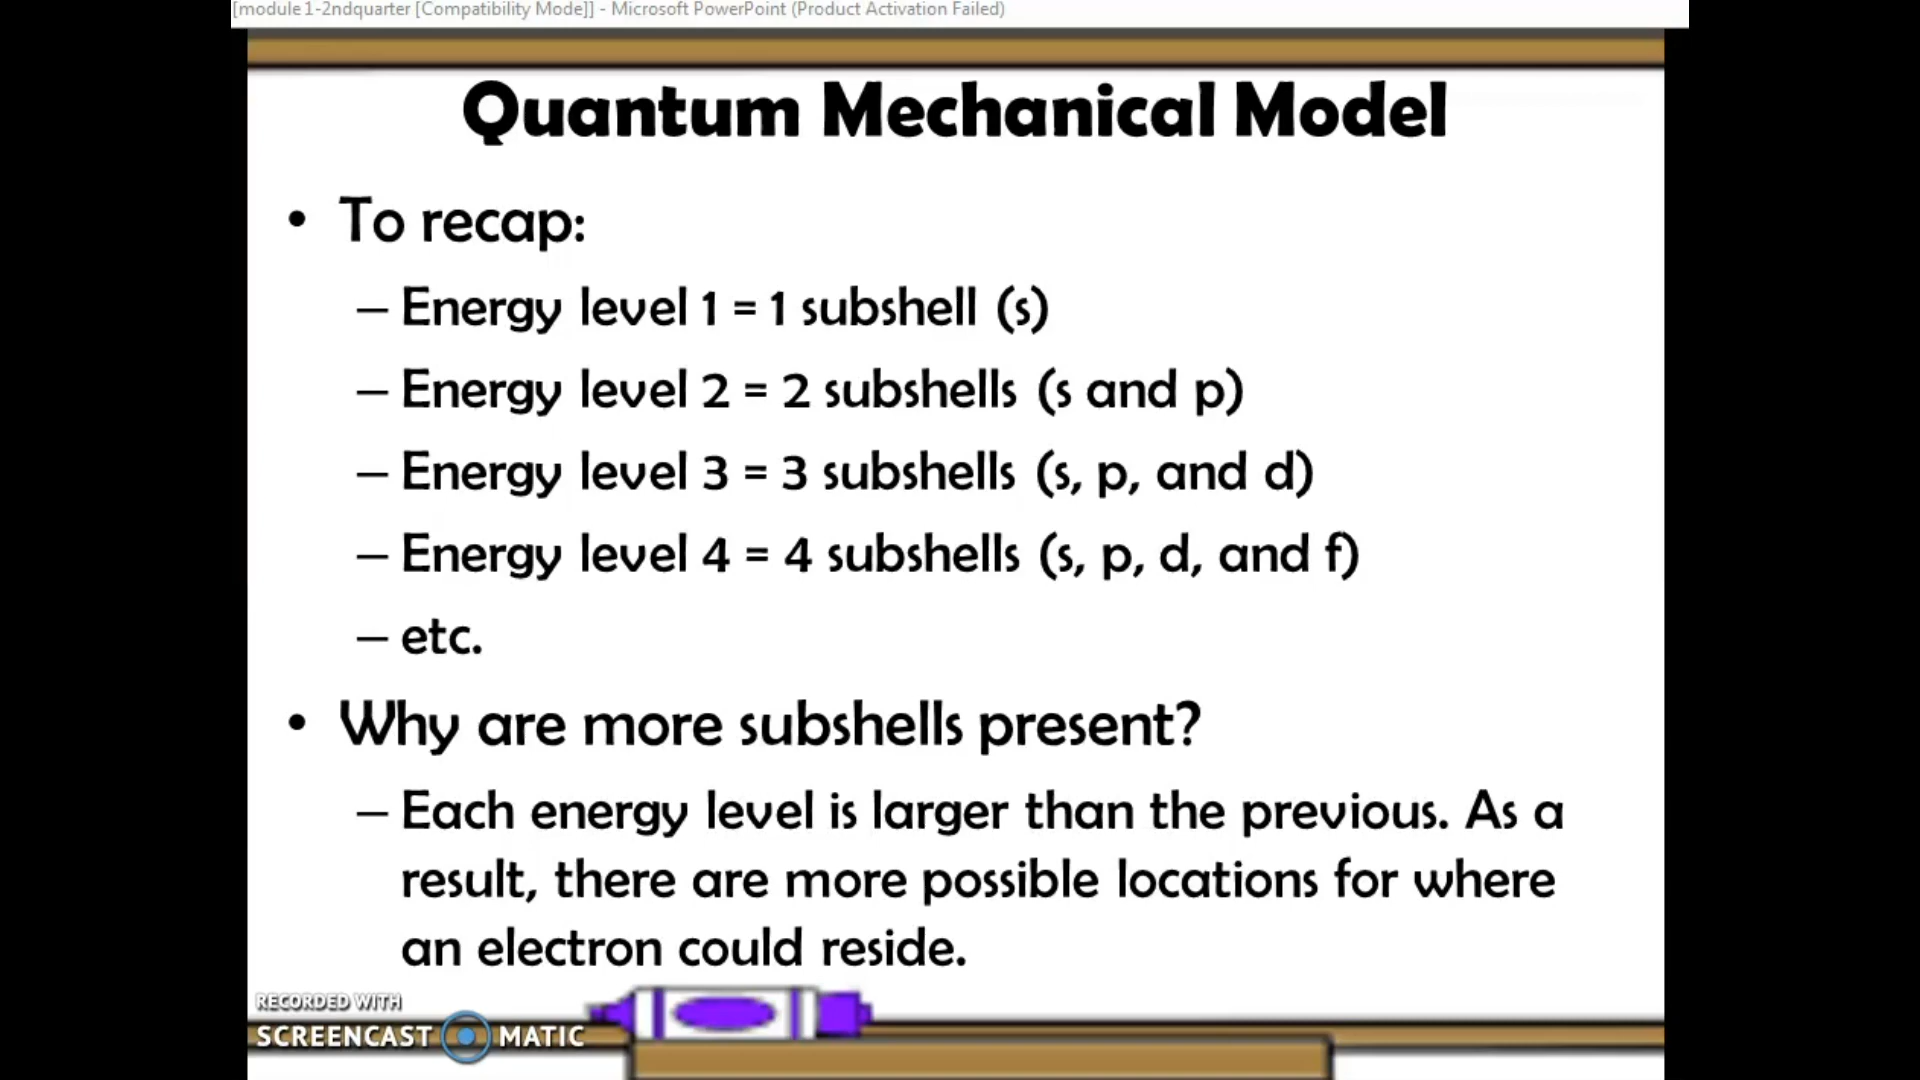 [module1-2ndquarter [Compatibility Mode]] - Microsoft PowerPoint (Product Activation Failed)
Quantum Mechanical Model
• To recap:
– Energy level 1 = 1 subshell (s)
– Energy level 2 = 2 subshells (s and p)
– Energy level 3 = 3 subshells (s, p, and d)
– Energy level 4 = 4 subshells (s, p, d, and f)
– etc.
• Why are more subshells present?
– Each energy level is larger than the previous. As a
result, there are more possible locations for where
an electron could reside.
RECORDED WITH
SCREENCAST MATIC